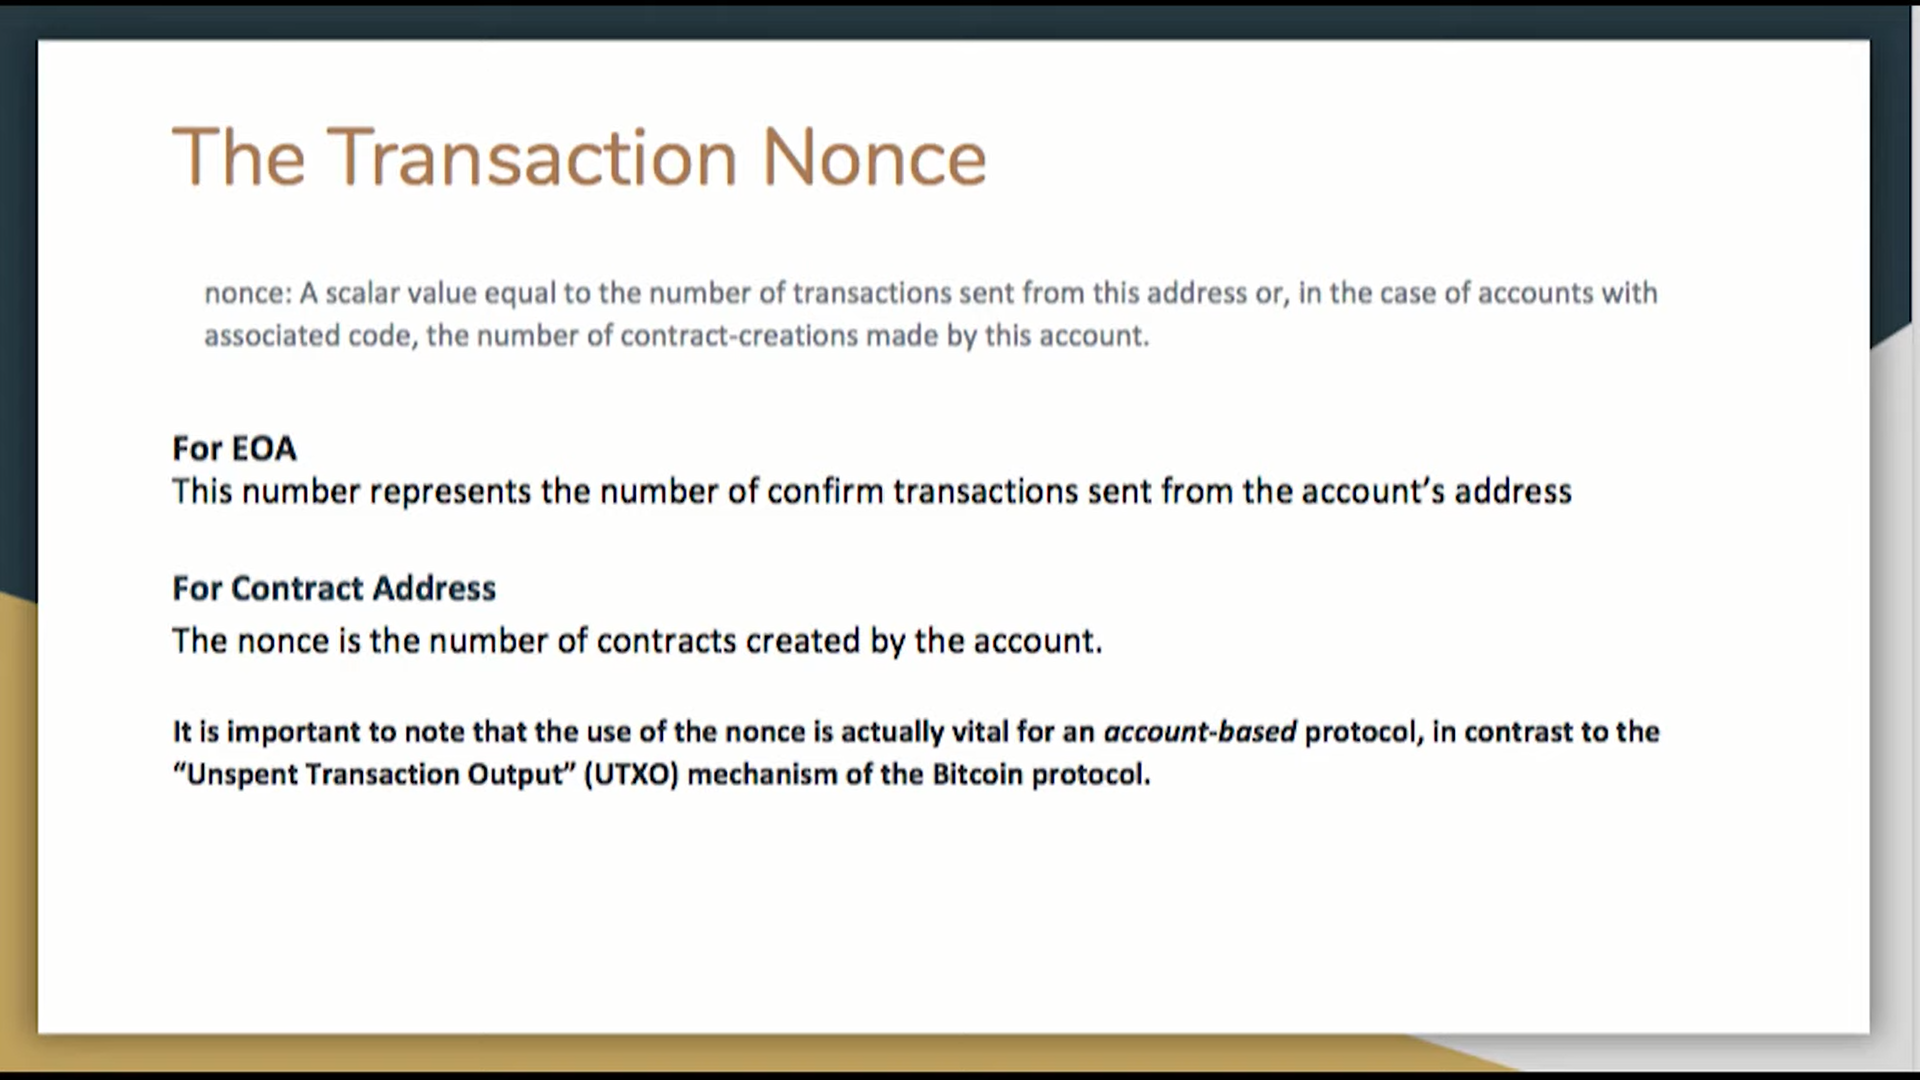 The Transaction Nonce
nonce: A scalar value equal to the number of transactions sent from this address or, in the case of accounts with
associated code, the number of contract-creations made by this account.
For EOA
This number represents the number of confirm transactions sent from the account’s address
For Contract Address
The nonce is the number of contracts created by the account.
It is important to note that the use of the nonce is actually vital for an account-based protocol, in contrast to the
“Unspent Transaction Output” (UTXO) mechanism of the Bitcoin protocol.